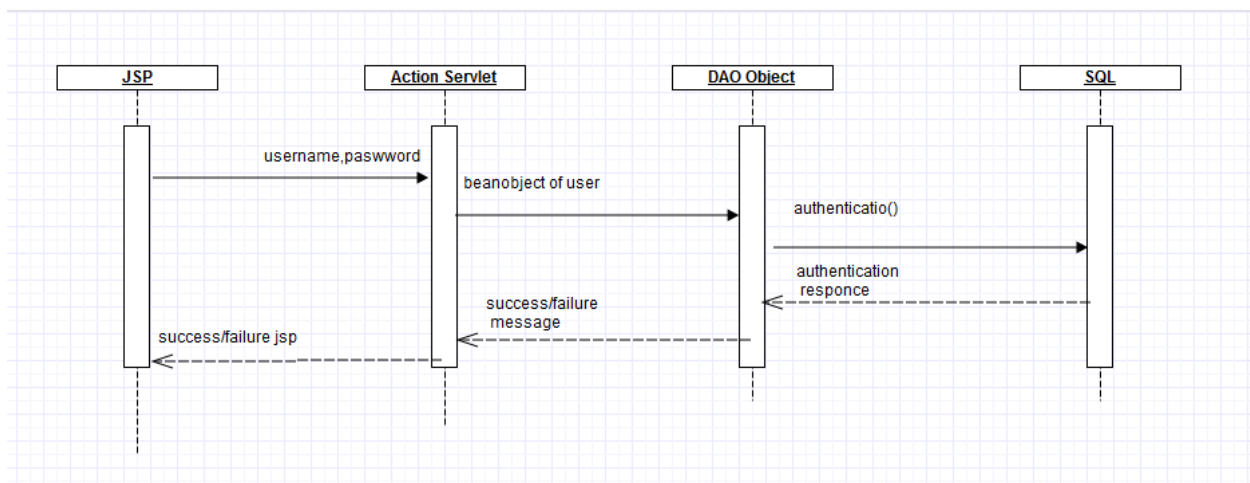 JSP
Action Servlet
DAO Object
SQL
username,paswword
beanobject of user
authenticatio()
authentication
responce
success/failure
message
success/failure jsp